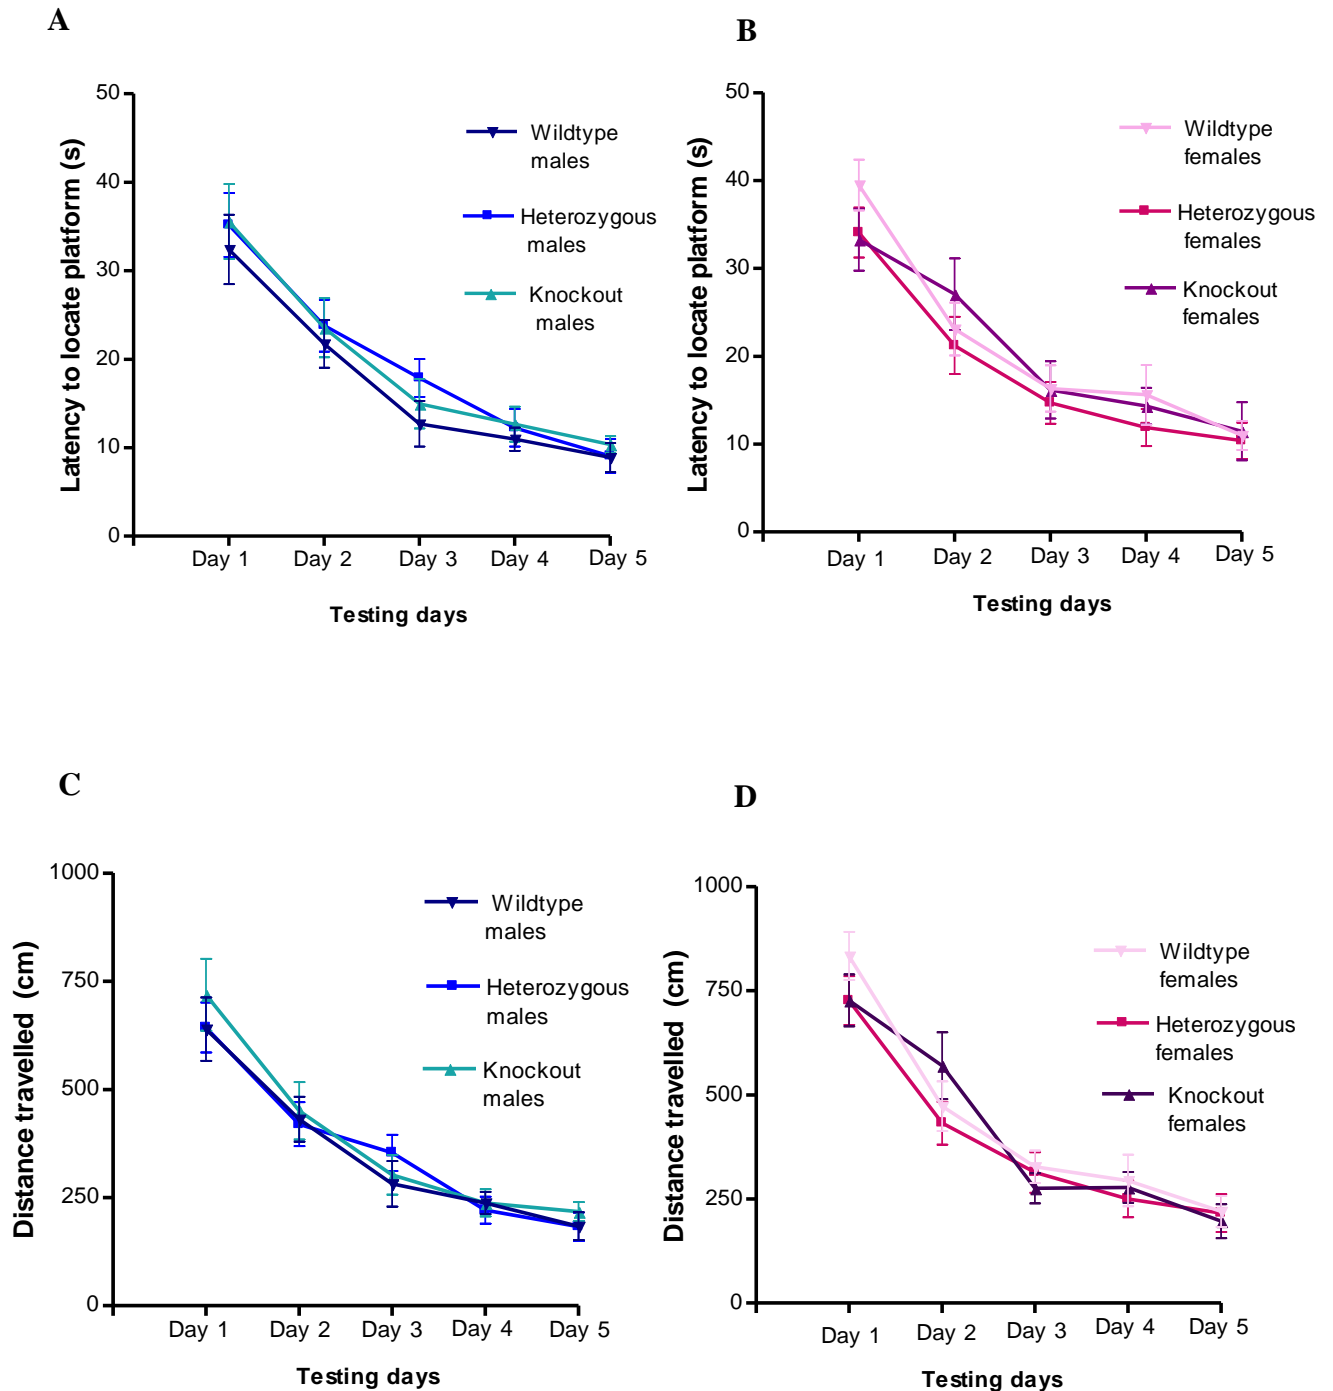 A
Latency to locate platform (s)
50
40
30
20
10
0
Wildtype
males
Heterozygous
males
Knockout
males
Day 1
Day 2
Day 3
Day 4
Day 5
Testing days
B
Latency to locate platform (s)
50
40
30
20
10
0
Wildtype
females
Heterozygous
females
Knockout
females
Day 1
Day 2
Day 3
Day 4
Day 5
Testing days
C
Distance travelled (cm)
1000
750
500
250
0
Wildtype
males
Heterozygous
males
Knockout
males
Day 1
Day 2
Day 3
Day 4
Day 5
Testing days
D
Distance travelled (cm)
1000
750
500
250
0
Wildtype
females
Heterozygous
females
Knockout
females
Day 1
Day 2
Day 3
Day 4
Day 5
Testing days